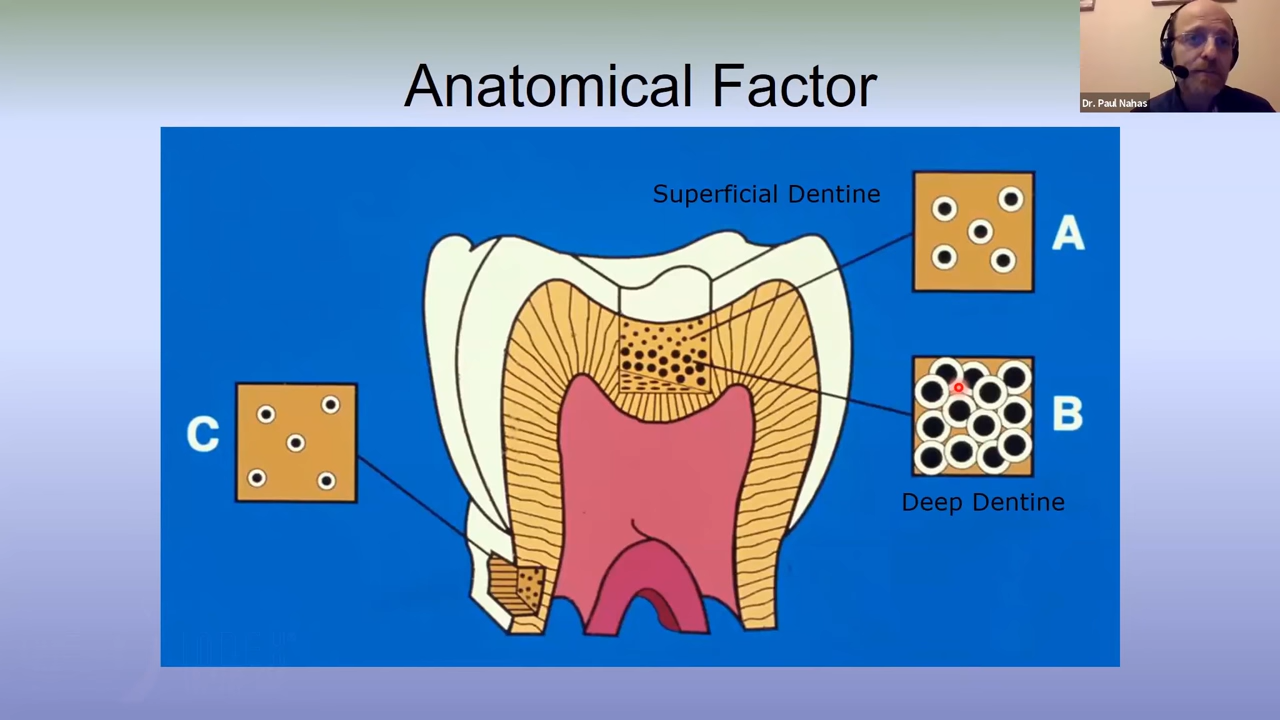 Anatomical Factor
Dr. Paul Nahas
Superficial Dentine
A
C
B
Deep Dentine